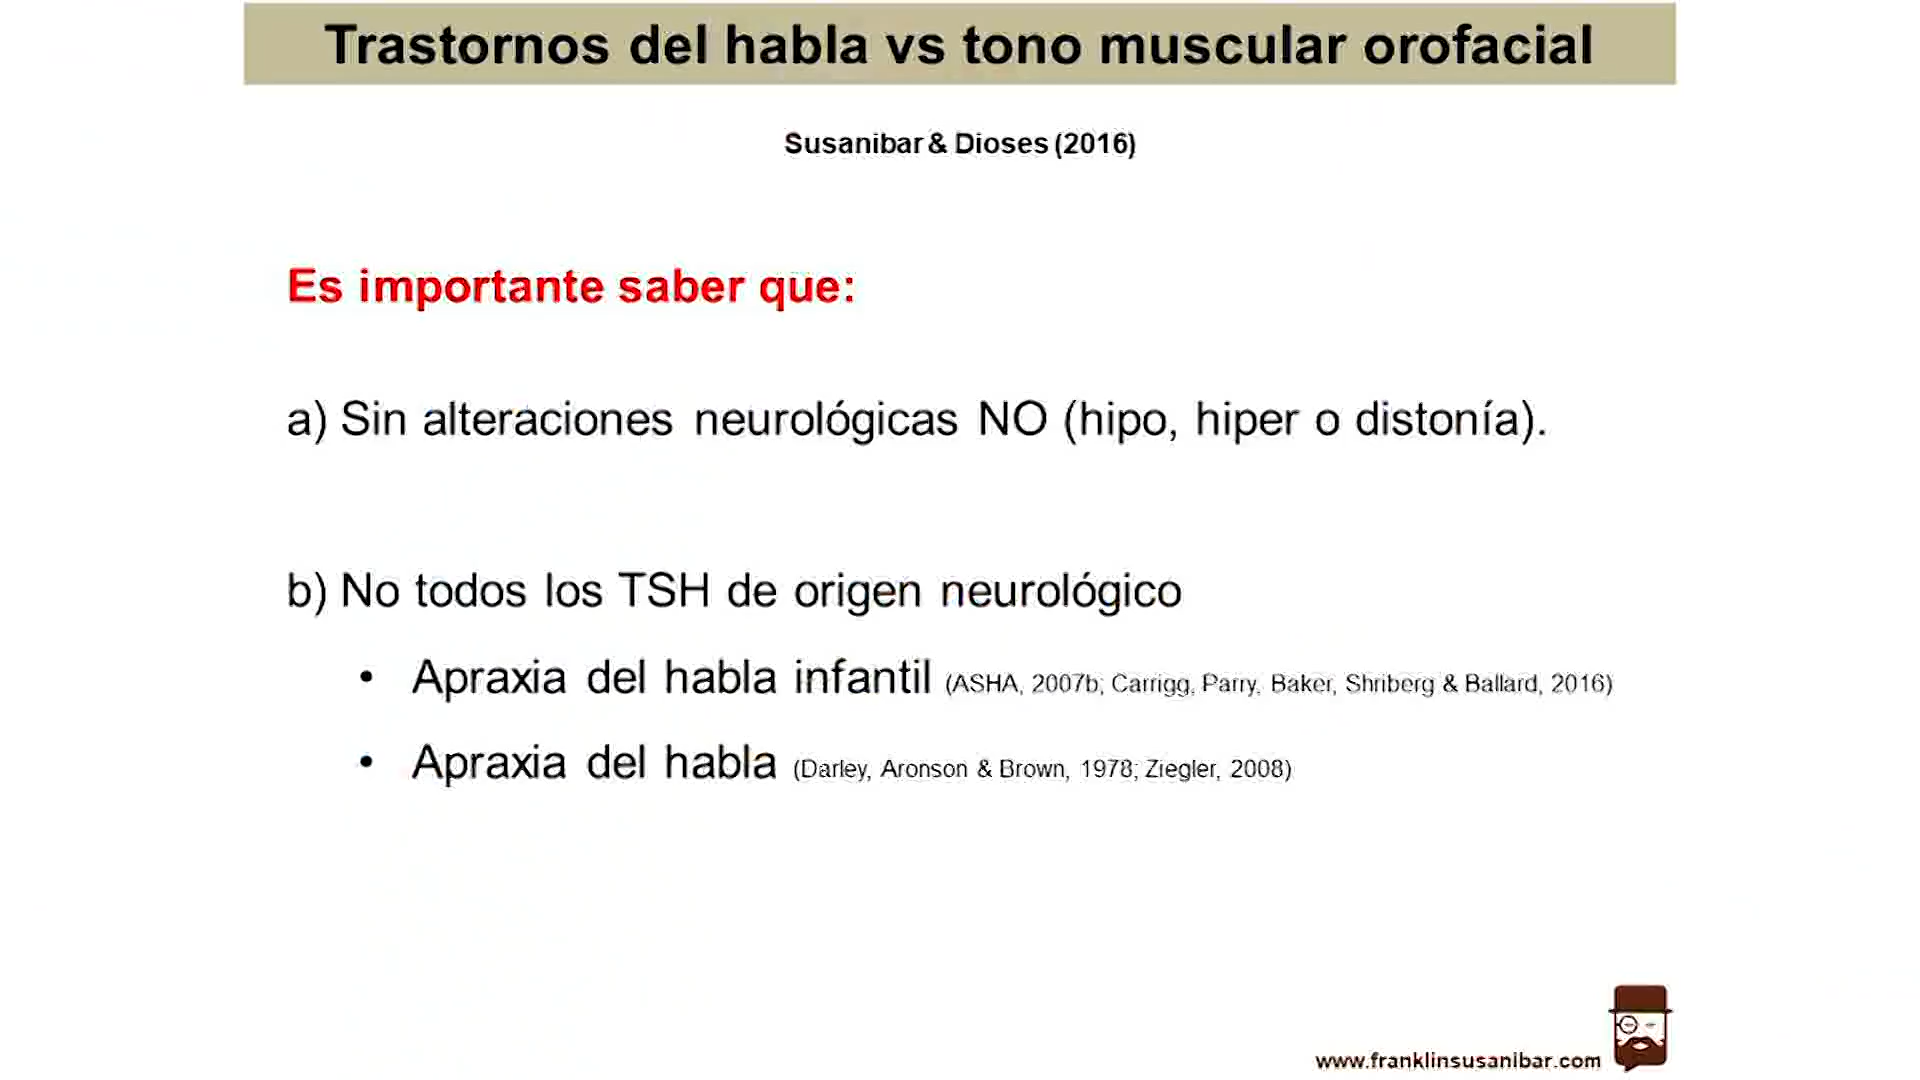 Trastornos del habla vs tono muscular orofacial
Susanibar & Dioses (2016)
Es importante saber que:
a) Sin alteraciones neurológicas NO (hipo, hiper o distonía).
b) No todos los TSH de origen neurológico
• Apraxia del habla infantil (ASHA, 2007b; Carrigg, Parry, Baker, Shriberg & Ballard, 2016)
• Apraxia del habla (Darley, Aronson & Brown, 1978; Ziegler, 2008)
www.franklinsusanibar.com